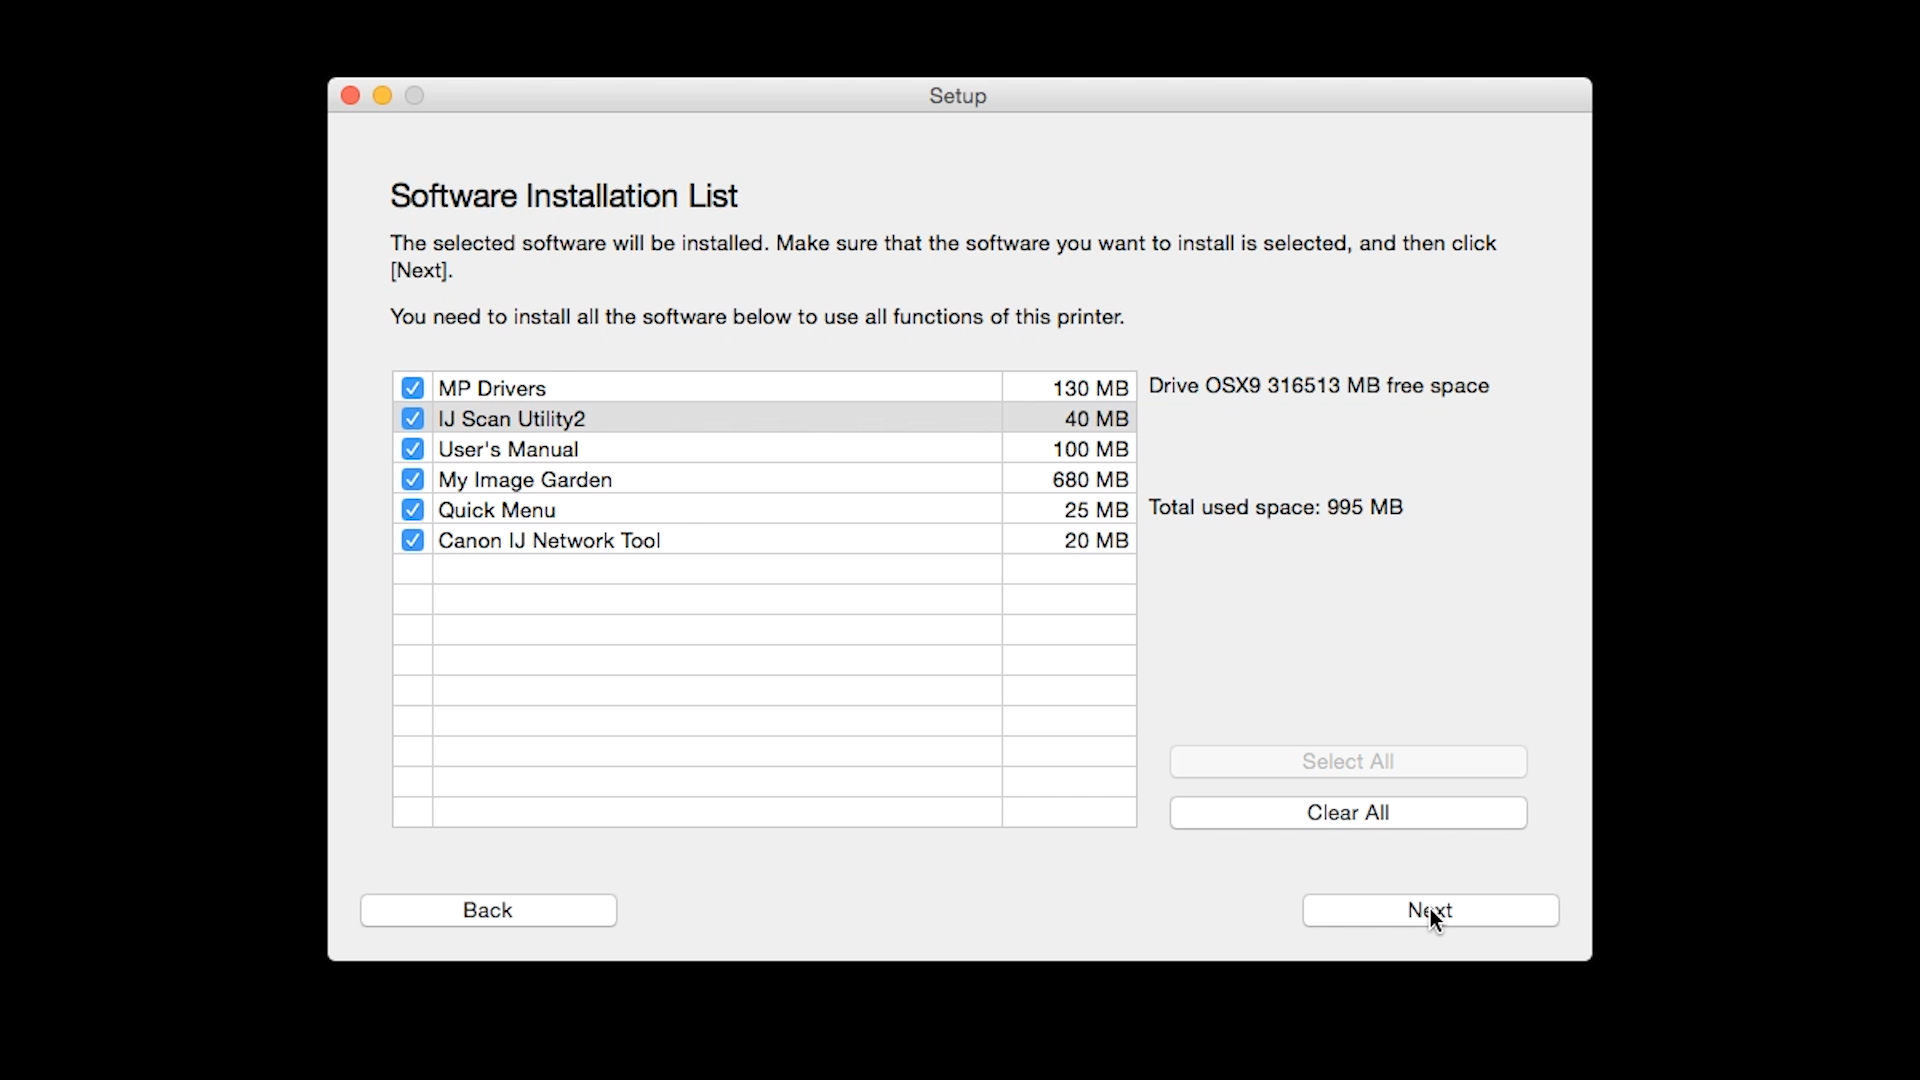 Setup
Software Installation List
The selected software will be installed. Make sure that the software you want to install is selected, and then click
[Next].
You need to install all the software below to use all functions of this printer.
MP Drivers 130 MB Drive OSX9 316513 MB free space
IJ Scan Utility2 40 MB
User's Manual 100 MB
My Image Garden 680 MB
Quick Menu 25 MB Total used space: 995 MB
Canon IJ Network Tool 20 MB
Select All
Clear All
Back Next